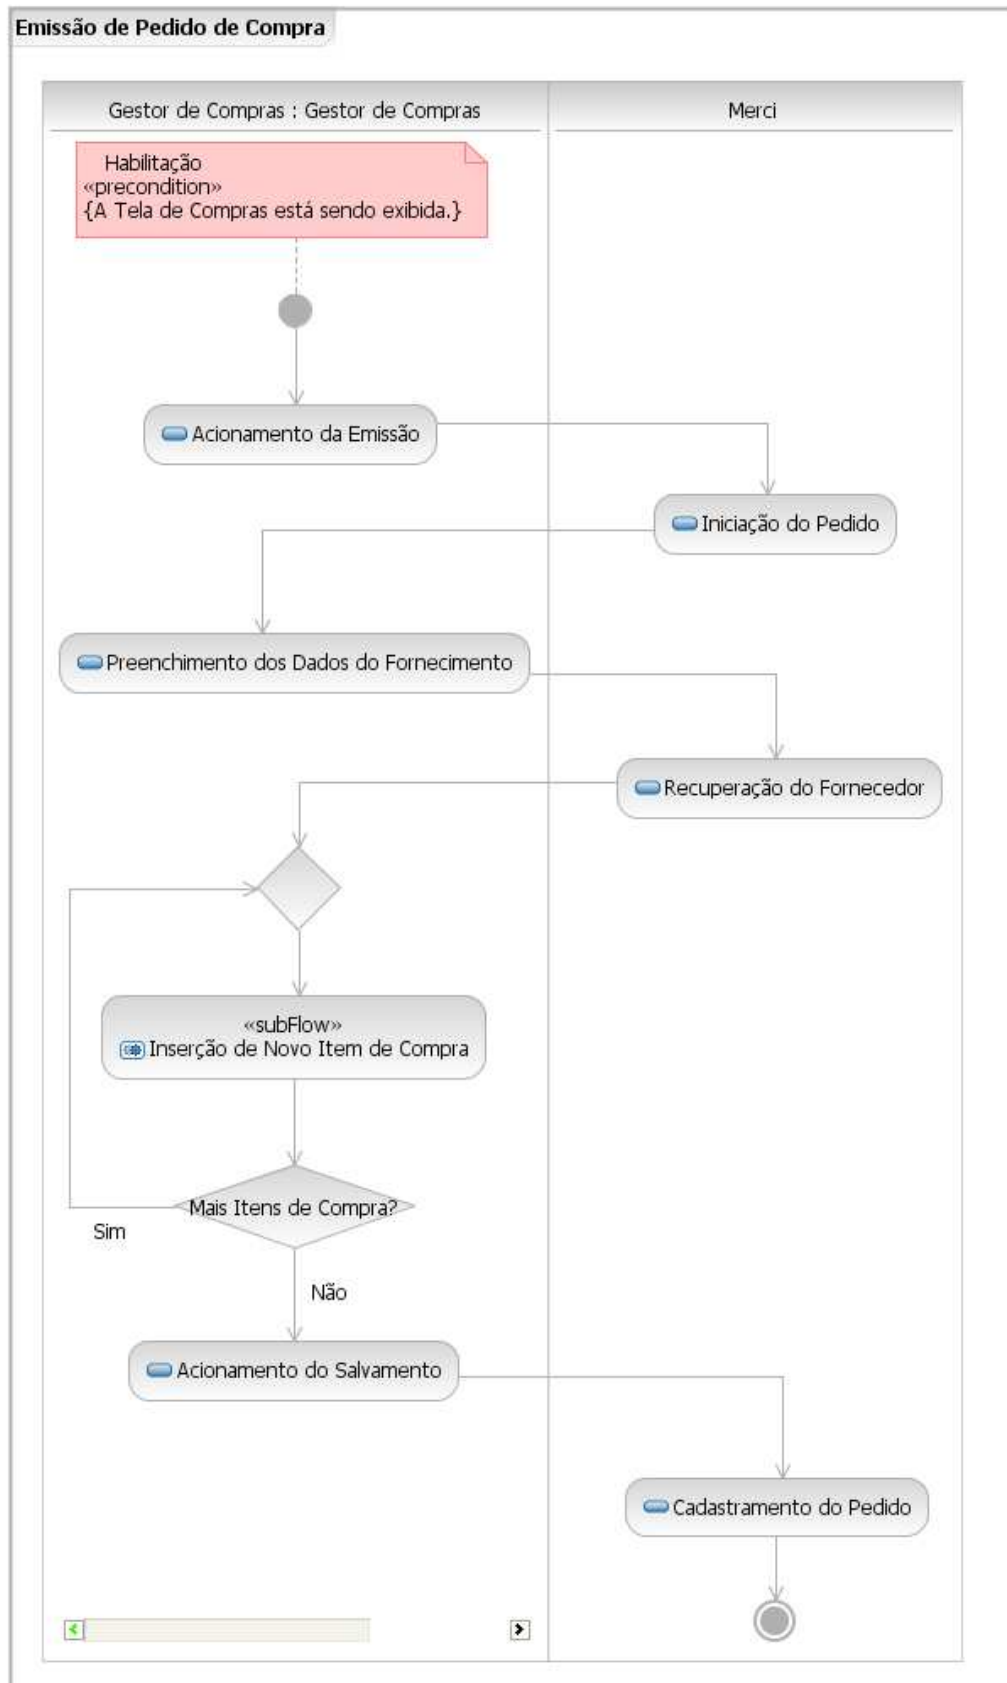 Emissão de Pedido de Compra
Gestor de Compras : Gestor de Compras
Merci
Habilitação
«precondition»
{A Tela de Compras está sendo exibida.}
Acionamento da Emissão
Iniciação do Pedido
Preenchimento dos Dados do Fornecimento
Recuperação do Fornecedor
«subFlow»
Inserção de Novo Item de Compra
Mais Itens de Compra?
Sim
Não
Acionamento do Salvamento
Cadastramento do Pedido